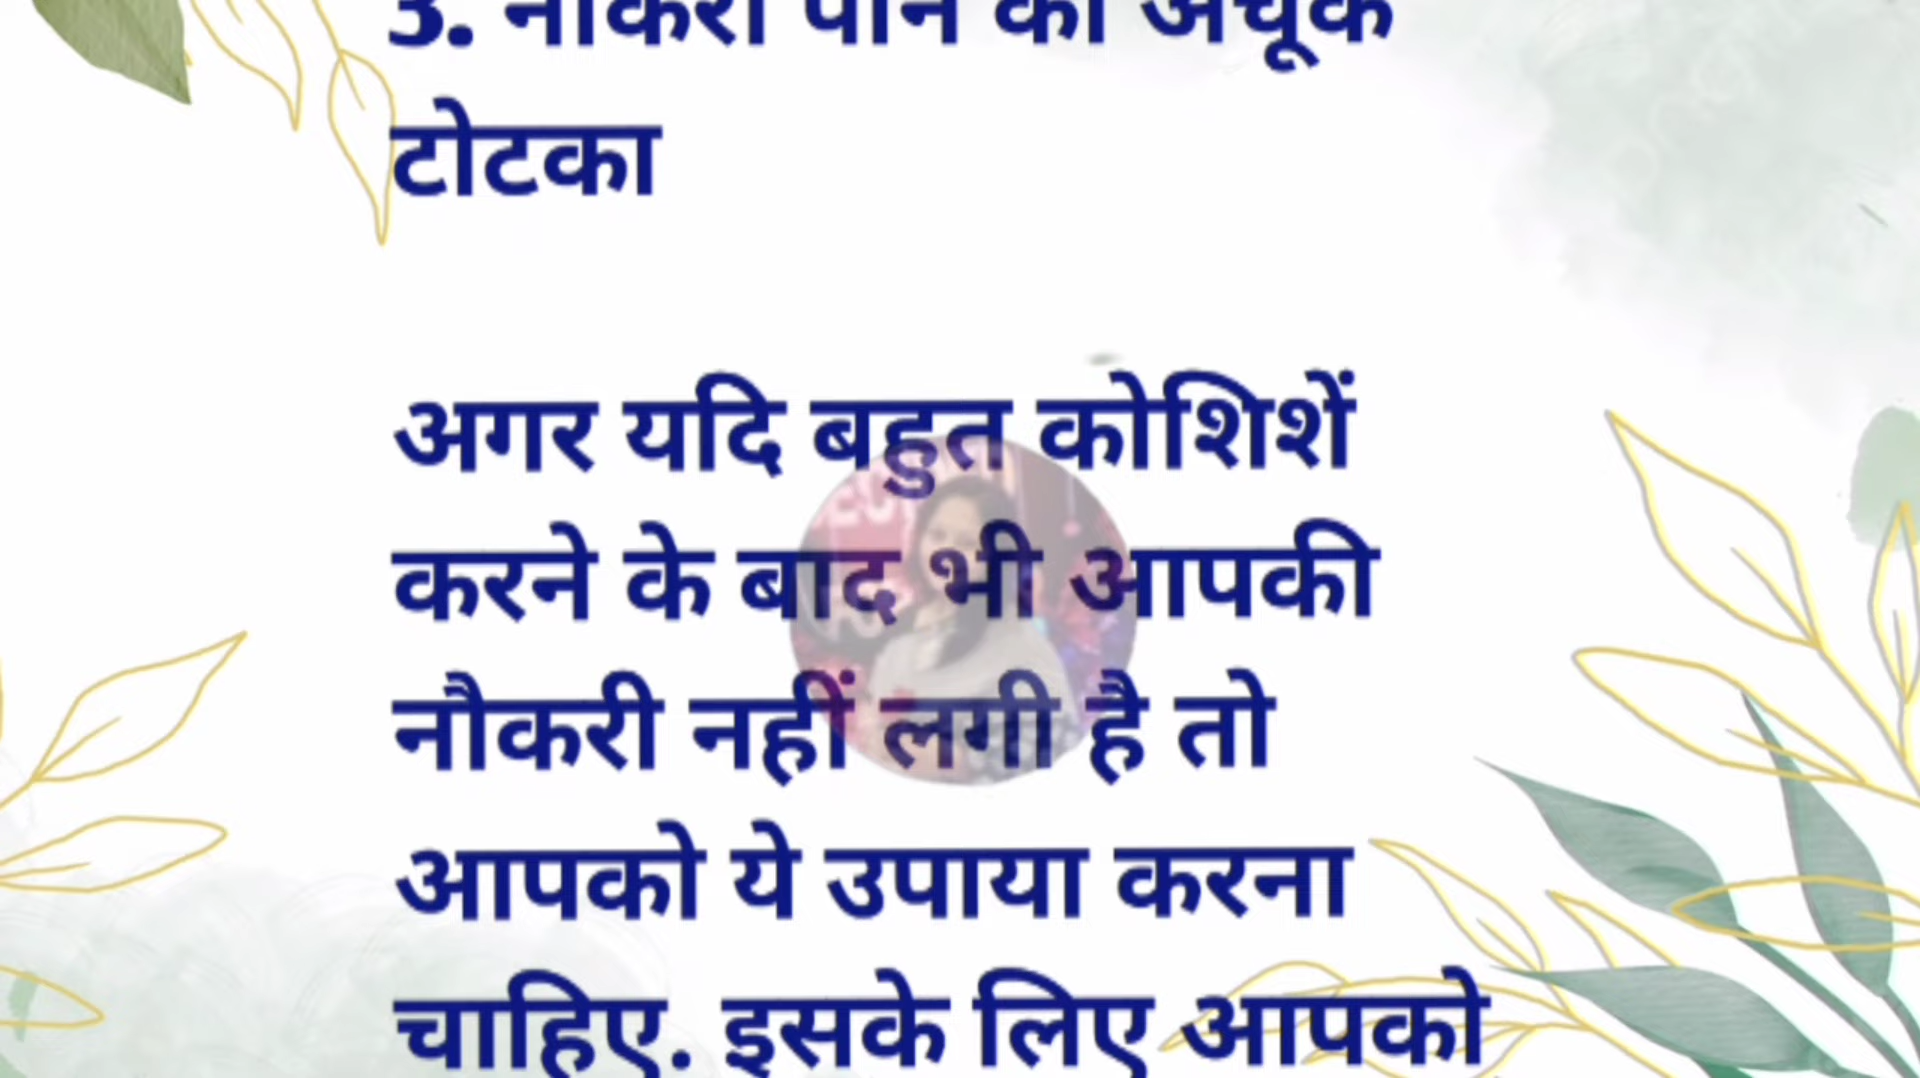 3. नौकरी पाने का अचूक
टोटका
अगर यदि बहुत कोशिशें
करने के बाद भी आपकी
नौकरी नहीं लगी है तो
आपको ये उपाया करना
चाहिए. इसके लिए आपको